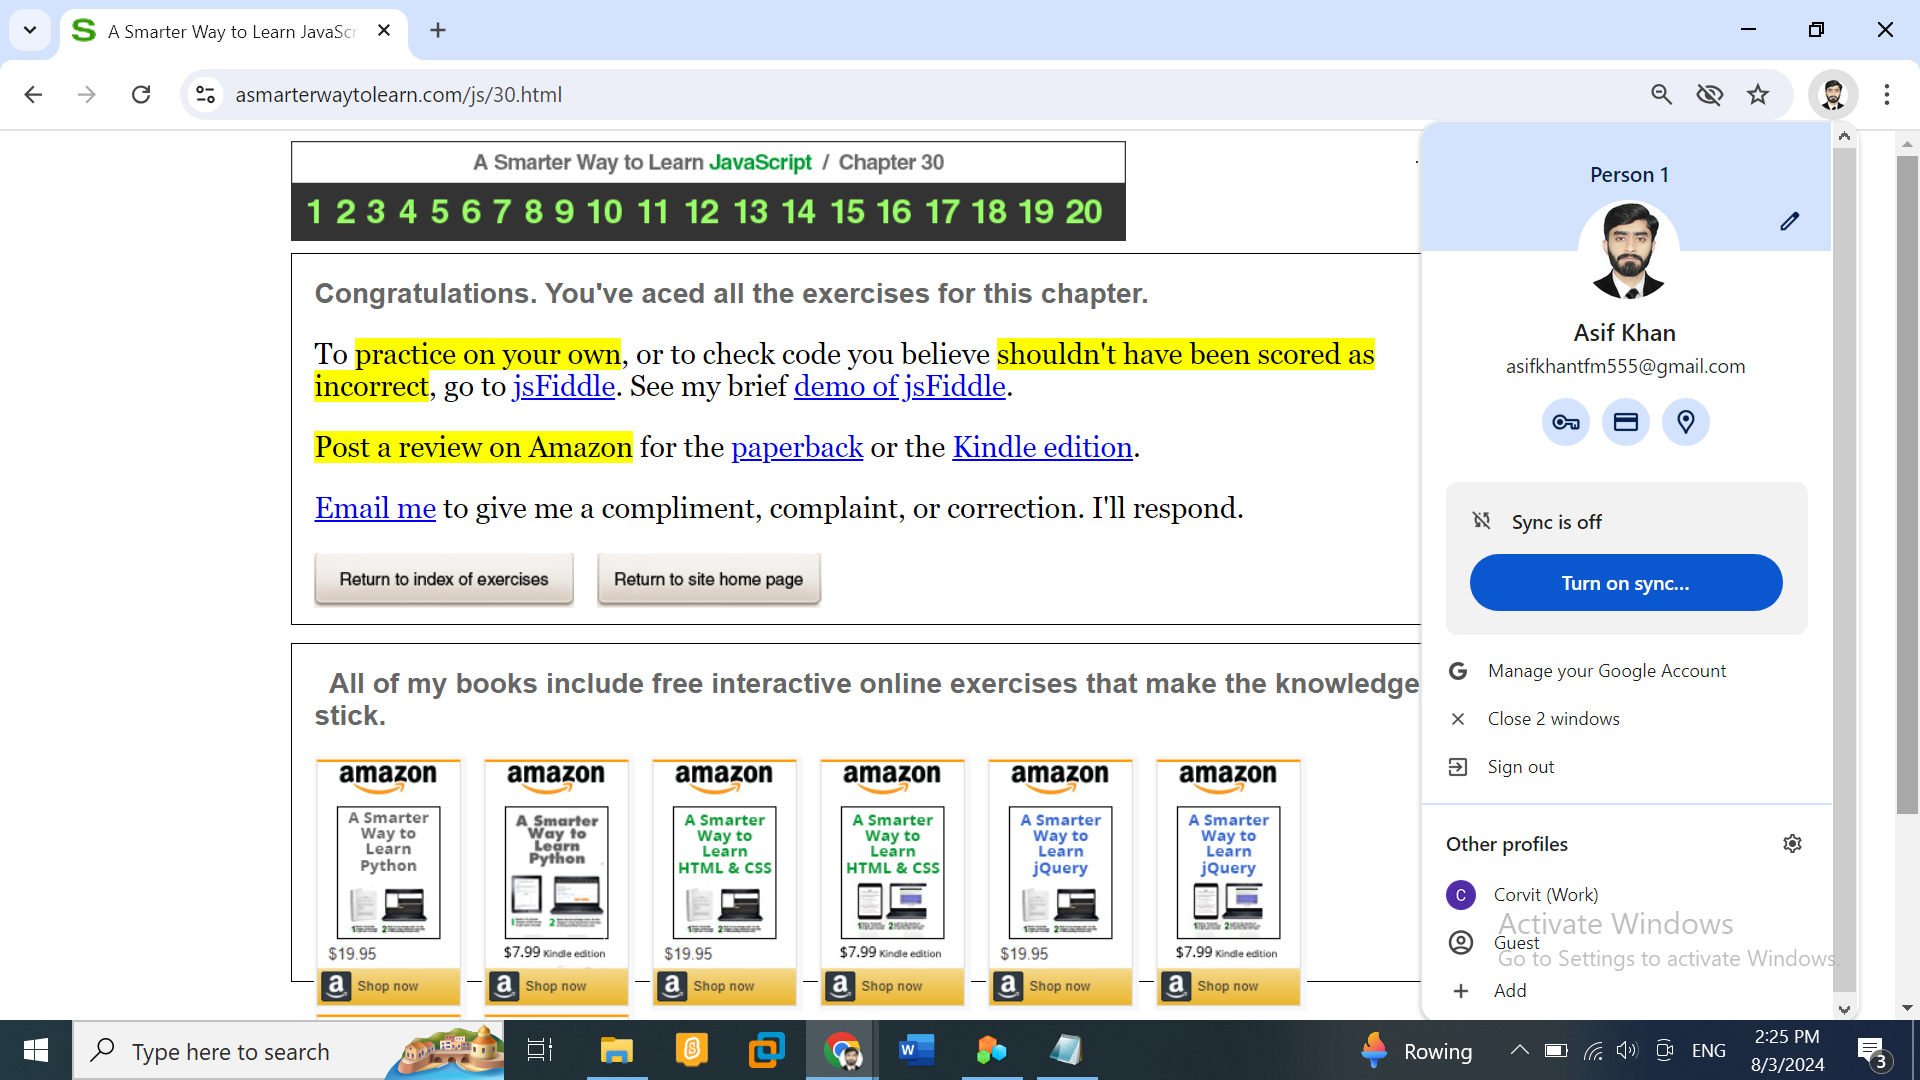 A Smarter Way to Learn JavaScr
asmarterwaytolearn.com/js/30.html
A Smarter Way to Learn JavaScript / Chapter 30
1 2 3 4 5 6 7 8 9 10 11 12 13 14 15 16 17 18 19 20
Congratulations. You've aced all the exercises for this chapter.
To practice on your own, or to check code you believe shouldn't have been scored as
incorrect, go to jsFiddle. See my brief demo of jsFiddle.
Post a review on Amazon for the paperback or the Kindle edition.
Email me to give me a compliment, complaint, or correction. I'll respond.
Return to index of exercises Return to site home page
All of my books include free interactive online exercises that make the knowledge
stick.
amazon amazon amazon amazon amazon amazon
A Smarter A Smarter A Smarter A Smarter A Smarter A Smarter
Way to Way to Way to Way to Way to Way to
Learn Learn Learn Learn Learn Learn
Python Python HTML & CSS HTML & CSS jQuery jQuery
$19.95 $7.99 Kindle edition $19.95 $7.99 Kindle edition $19.95 $7.99 Kindle edition
Shop now Shop now Shop now Shop now Shop now Shop now
Person 1
Asif Khan
asifkhantfm555@gmail.com
Sync is off
Turn on sync...
Manage your Google Account
Close 2 windows
Sign out
Other profiles
C Corvit (Work)
Activate Windows
Guest
Go to Settings to activate Windows.
Add
Type here to search
Rowing
ENG
2:25 PM
8/3/2024
3